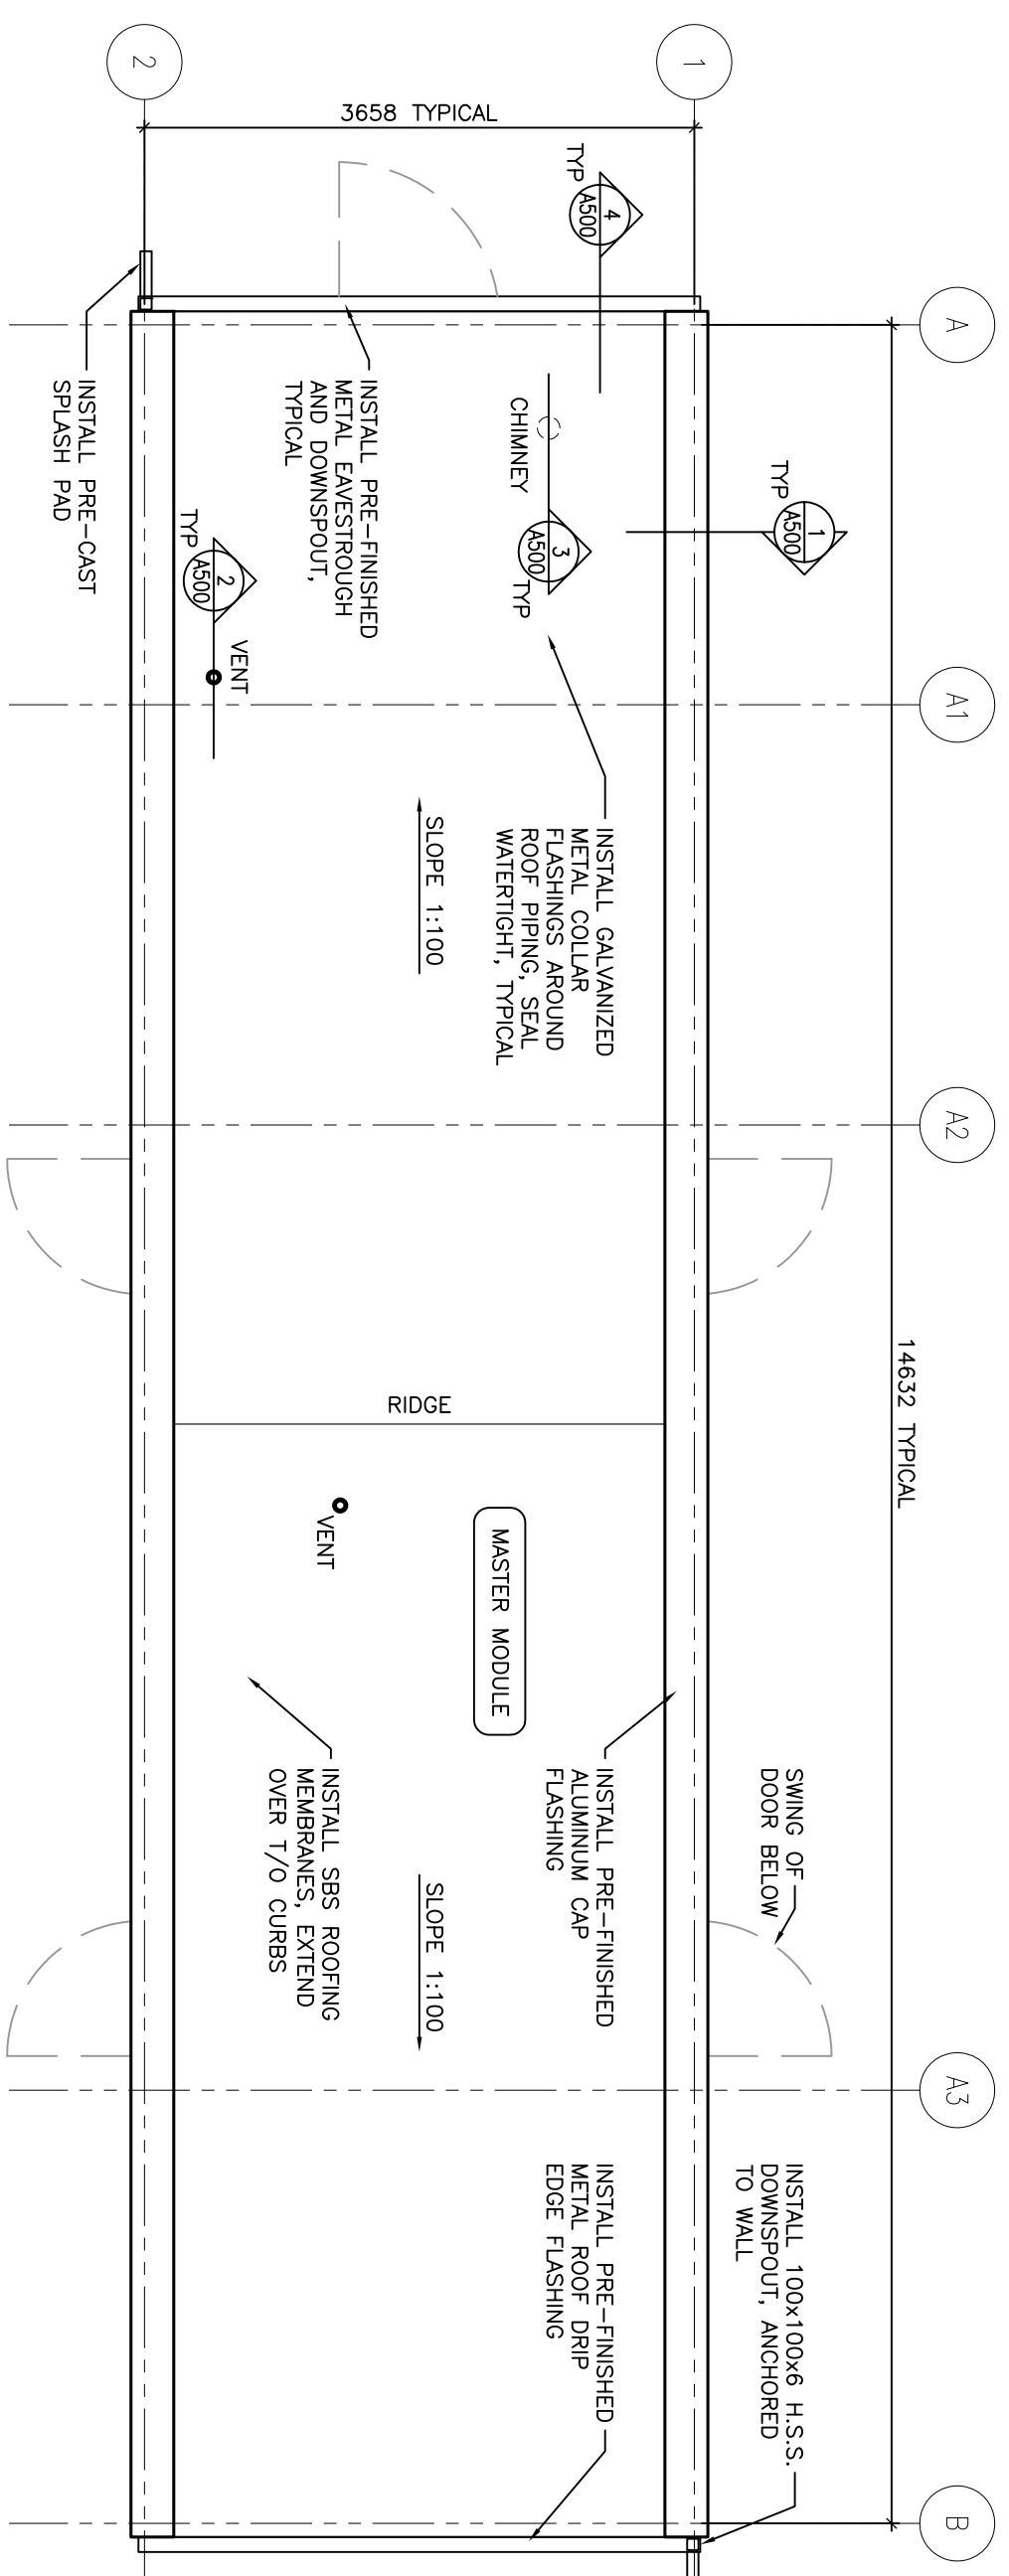 A
A1
A2
A3
B
14632 TYPICAL
1
2
3658 TYPICAL
1
A500
TYP
4
A500
TYP
3
A500
TYP
CHIMNEY
2
A500
TYP
VENT
INSTALL GALVANIZED
METAL COLLAR
FLASHINGS AROUND
ROOF PIPING, SEAL
WATERTIGHT, TYPICAL
INSTALL PRE-FINISHED
METAL EAVESTROUGH
AND DOWNSPOUT,
TYPICAL
INSTALL PRE-CAST
SPLASH PAD
SLOPE 1:100
RIDGE
VENT
MASTER MODULE
INSTALL PRE-FINISHED
ALUMINUM CAP
FLASHING
INSTALL SBS ROOFING
MEMBRANES, EXTEND
OVER T/O CURBS
SLOPE 1:100
SWING OF
DOOR BELOW
INSTALL 100x100x6 H.S.S.
DOWNSPOUT, ANCHORED
TO WALL
INSTALL PRE-FINISHED
METAL ROOF DRIP
EDGE FLASHING